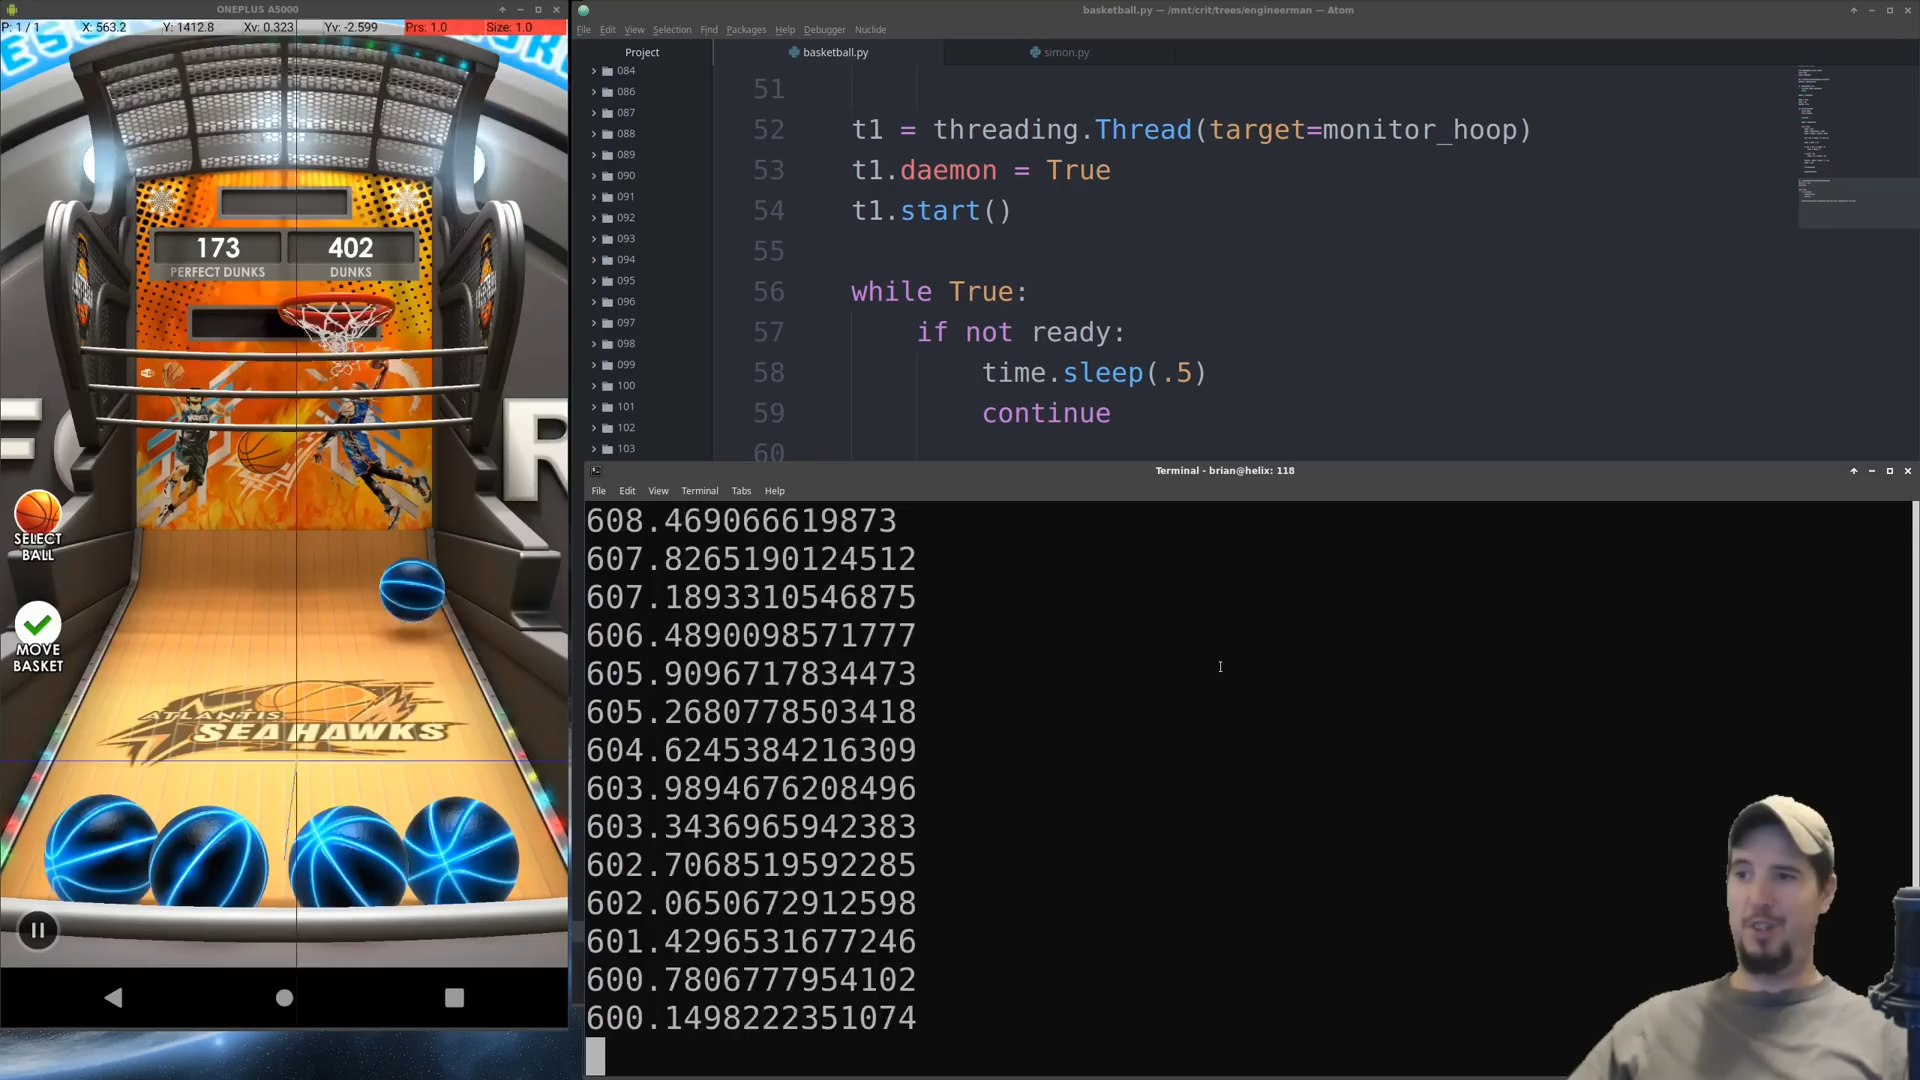 ONEPLUS A5000
P: 1 / 1 X: 563.2 Y: 1412.8 Xv: 0.323 Yv: -2.599 Prs: 1.0 Size: 1.0
173
PERFECT DUNKS
402
DUNKS
SELECT
BALL
MOVE
BASKET
ATLANTIS
SEAHAWKS
basketball.py — /mnt/crit/trees/engineerman — Atom
File Edit View Selection Find Packages Help Debugger Nuclide
Project
basketball.py
simon.py
084
086
087
088
089
090
091
092
093
094
095
096
097
098
099
100
101
102
103
51
52 t1 = threading.Thread(target=monitor_hoop)
53 t1.daemon = True
54 t1.start()
55
56 while True:
57 if not ready:
58 time.sleep(.5)
59 continue
60
Terminal - brian@helix: 118
File Edit View Terminal Tabs Help
608.469066619873
607.8265190124512
607.1893310546875
606.4890098571777
605.9096717834473
605.2680778503418
604.6245384216309
603.9894676208496
603.3436965942383
602.7068519592285
602.0650672912598
601.4296531677246
600.7806777954102
600.1498222351074